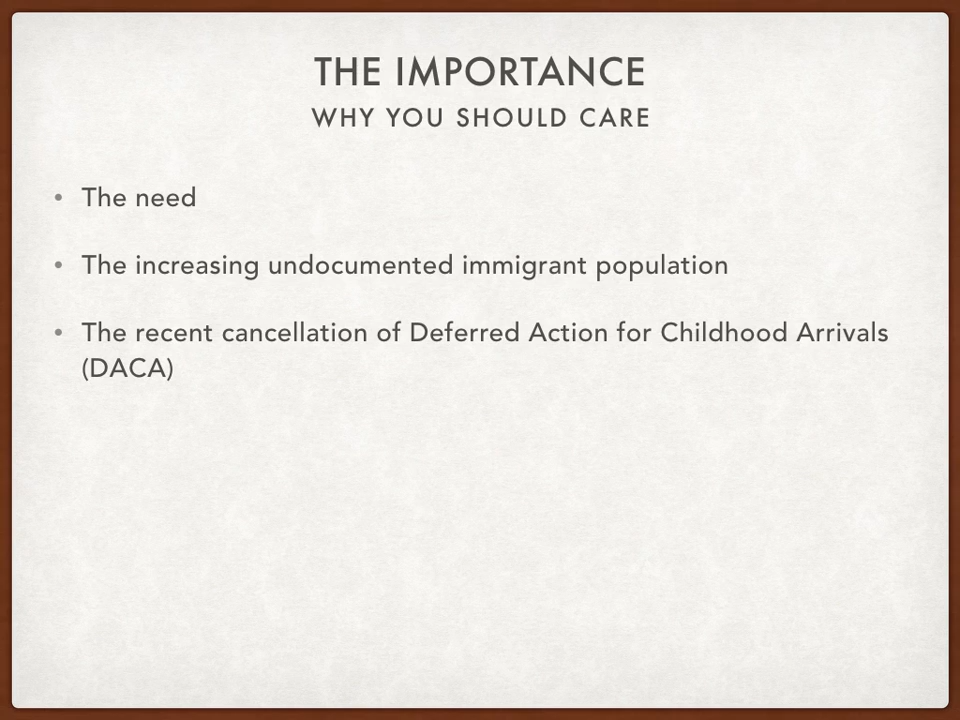 THE IMPORTANCE
WHY YOU SHOULD CARE
• The need
• The increasing undocumented immigrant population
• The recent cancellation of Deferred Action for Childhood Arrivals
(DACA)